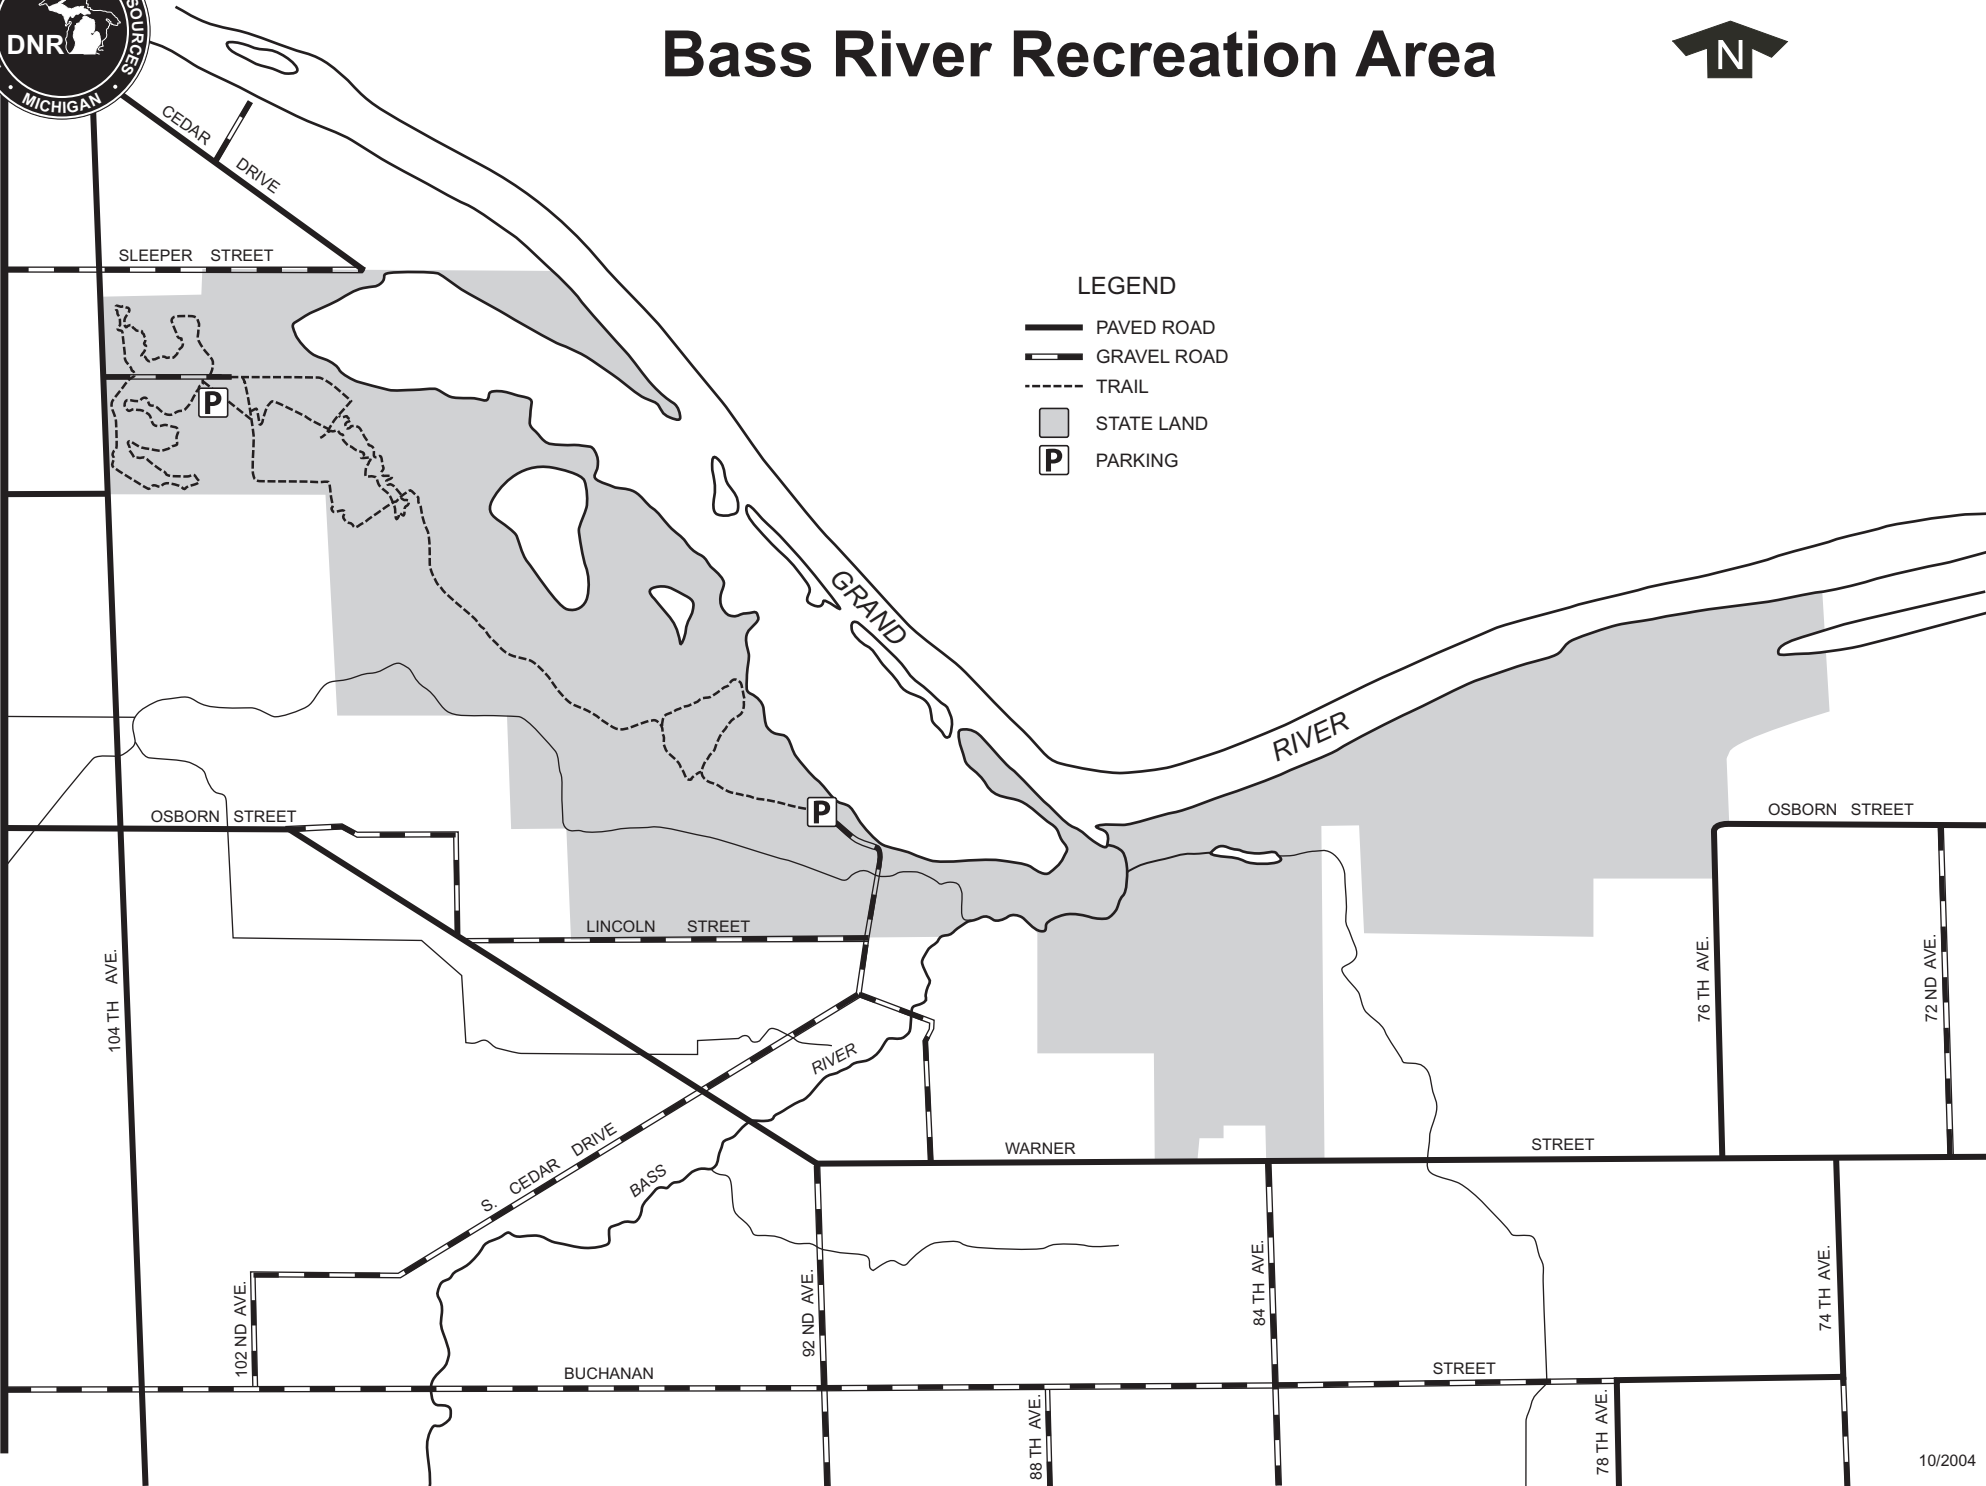 Bass River Recreation Area
N
SOURCES
DNR
• MICHIGAN •
CEDAR DRIVE
SLEEPER STREET
LEGEND
PAVED ROAD
GRAVEL ROAD
TRAIL
STATE LAND
P PARKING
P
GRAND RIVER
P
OSBORN STREET
OSBORN STREET
LINCOLN STREET
104 TH AVE.
76 TH AVE.
72 ND AVE.
BASS RIVER
S. CEDAR DRIVE
WARNER STREET
102 ND AVE.
92 ND AVE.
84 TH AVE.
74 TH AVE.
BUCHANAN STREET
88 TH AVE.
78 TH AVE.
10/2004